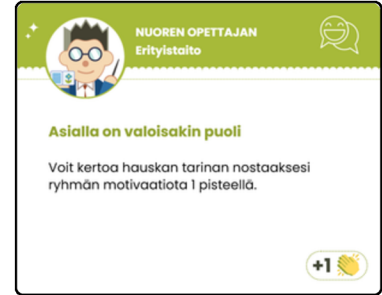 NUOREN OPETTAJAN
Erityistaito
Asialla on valoisakin puoli
Voit kertoa hauskan tarinan nostaaksesi
ryhmän motivaatiota 1 pisteellä.
+1